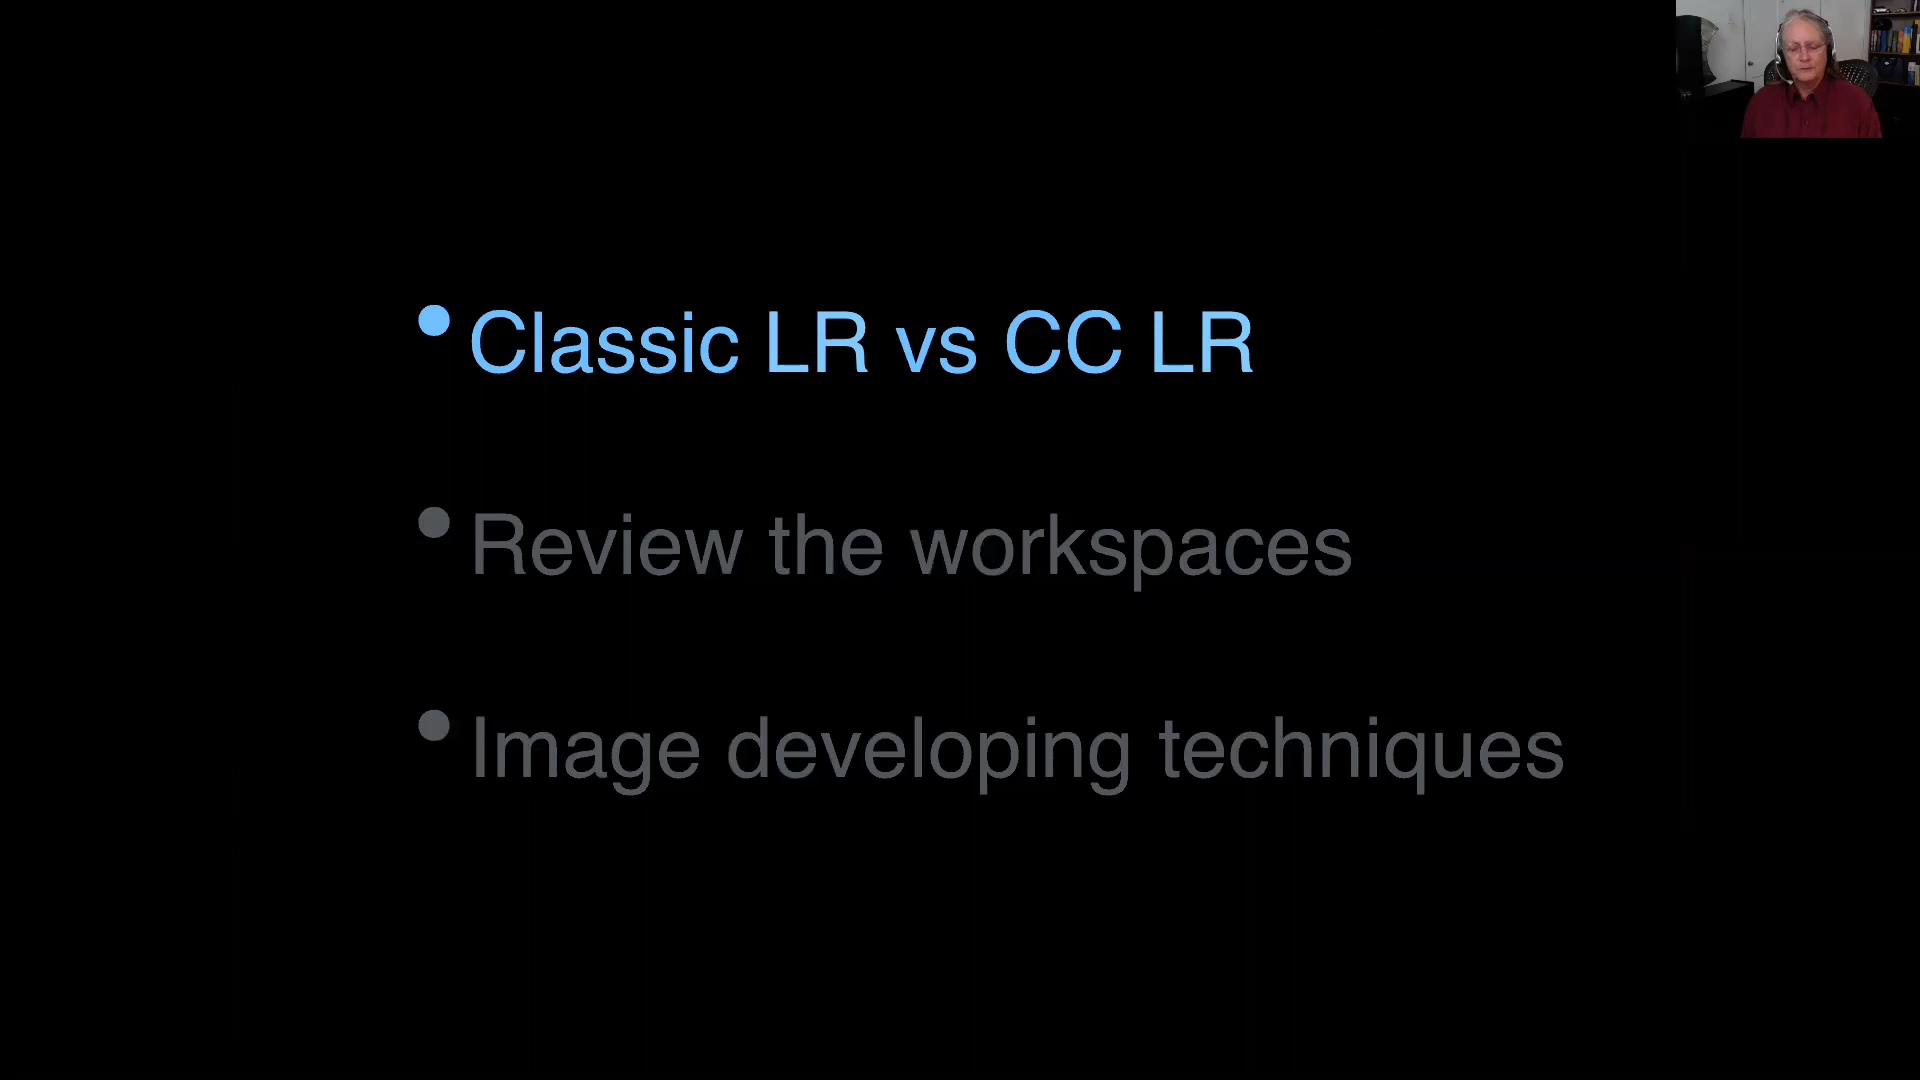 • Classic LR vs CC LR
• Review the workspaces
• Image developing techniques